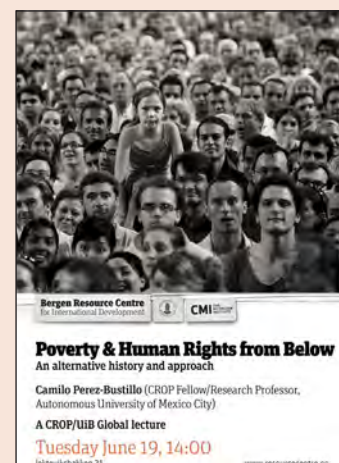 Bergen Resource Centre
for International Development
CMI
Poverty & Human Rights from Below
An alternative history and approach
Camilo Perez-Bustillo (CROP Fellow/Research Professor,
Autonomous University of Mexico City)
A CROP/UiB Global lecture
Tuesday June 19, 14:00